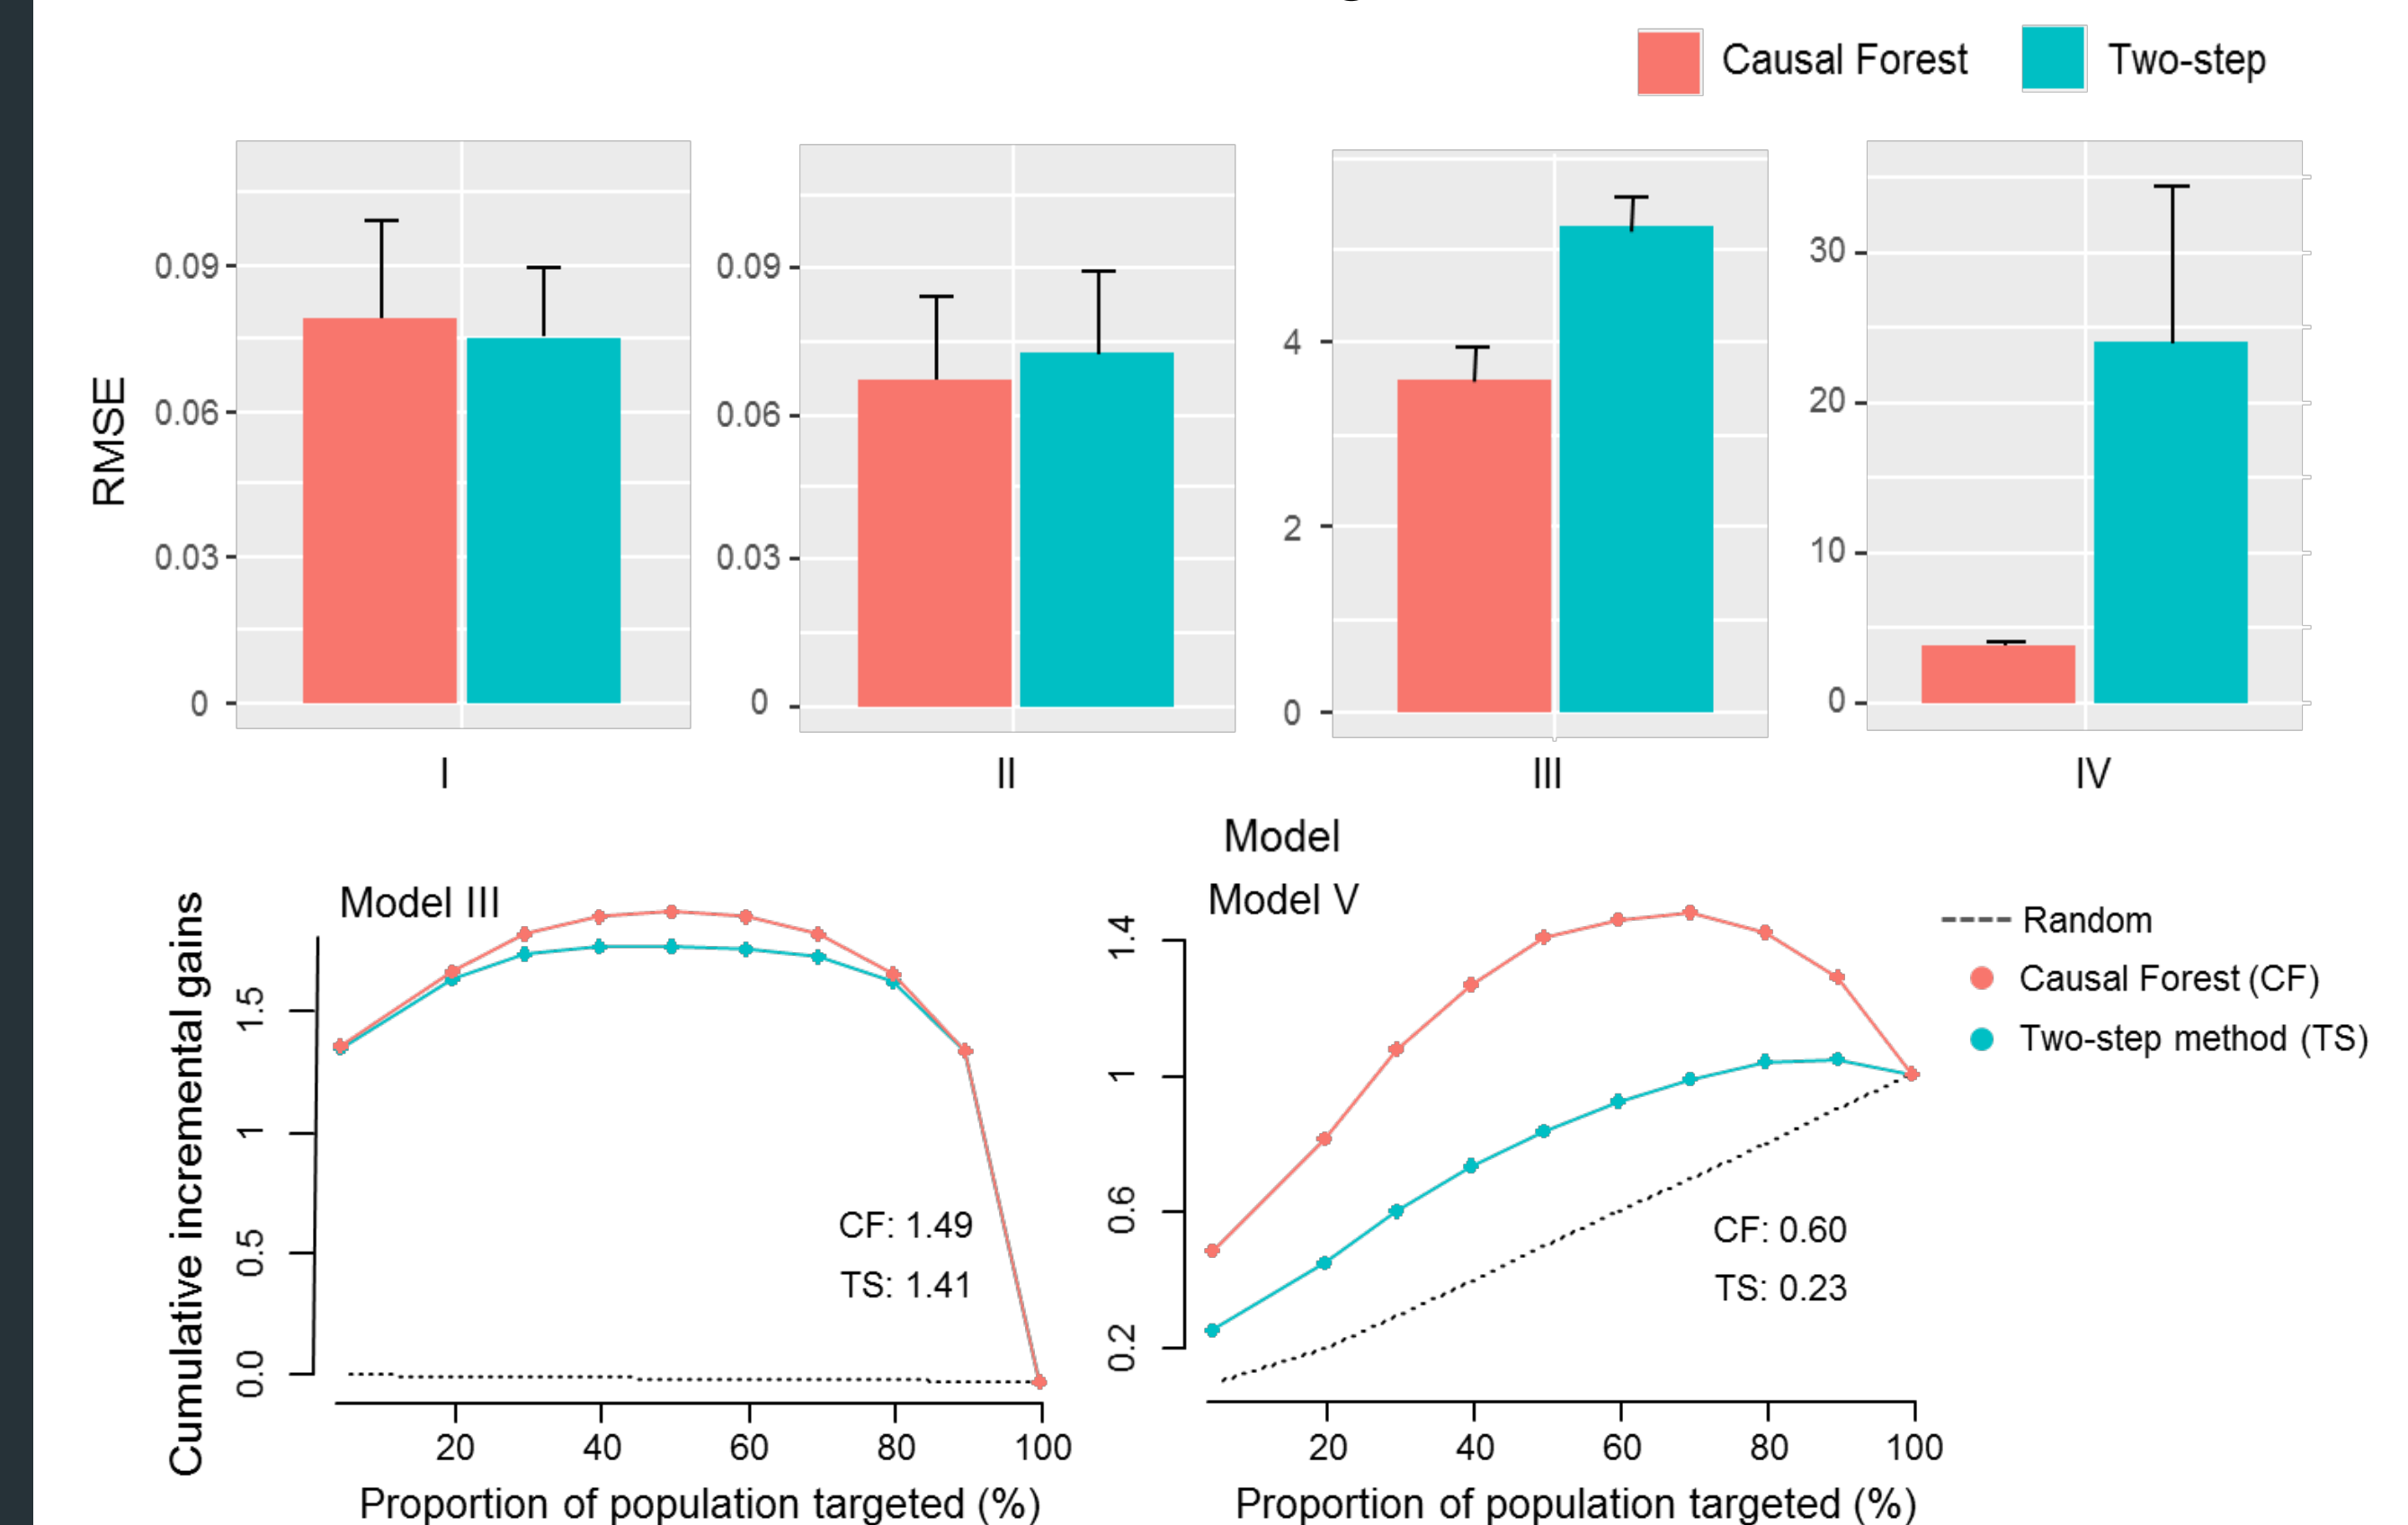 Causal Forest
Two-step
RMSE
0.09
0.06
0.03
0
0.09
0.06
0.03
0
4
2
0
30
20
10
0
I
II
III
IV
Model
Model III
Cumulative incremental gains
1.5
1
0.5
0.0
CF: 1.49
TS: 1.41
20
40
60
80
100
Proportion of population targeted (%)
Model V
1.4
1
0.6
0.2
CF: 0.60
TS: 0.23
20
40
60
80
100
Proportion of population targeted (%)
Random
Causal Forest (CF)
Two-step method (TS)